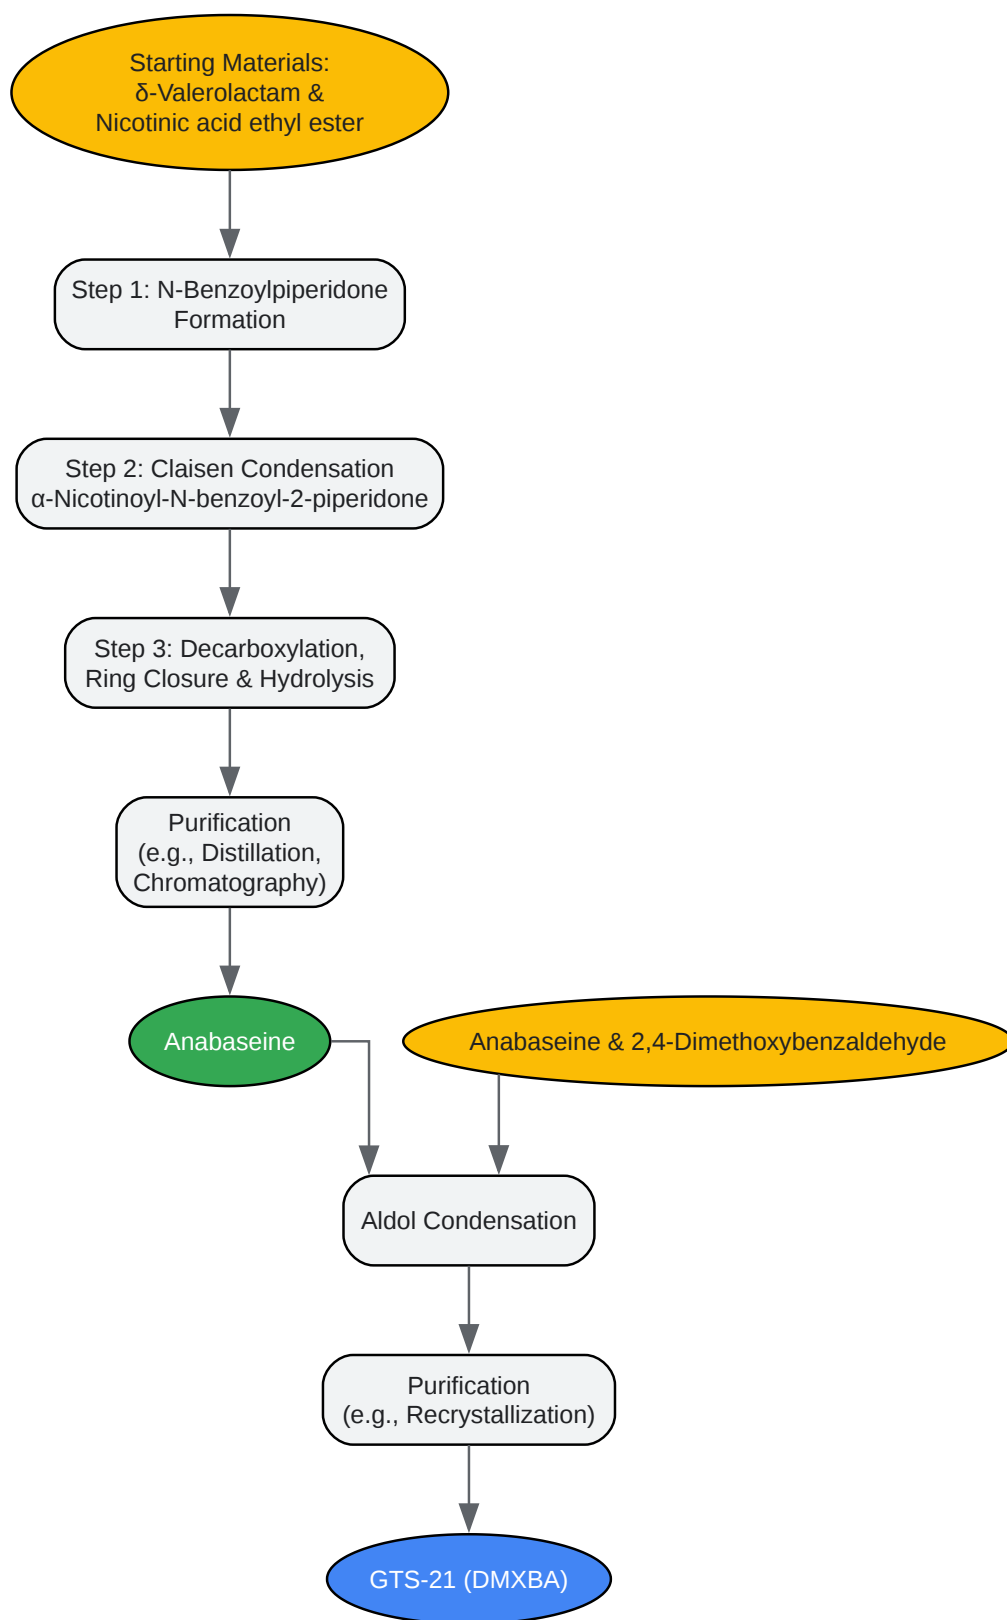 Starting Materials:
δ-Valerolactam &
Nicotinic acid ethyl ester
Step 1: N-Benzoylpiperidone
Formation
Step 2: Claisen Condensation
α-Nicotinoyl-N-benzoyl-2-piperidone
Step 3: Decarboxylation,
Ring Closure & Hydrolysis
Purification
(e.g., Distillation,
Chromatography)
Anabaseine
Anabaseine & 2,4-Dimethoxybenzaldehyde
Aldol Condensation
Purification
(e.g., Recrystallization)
GTS-21 (DMXBA)